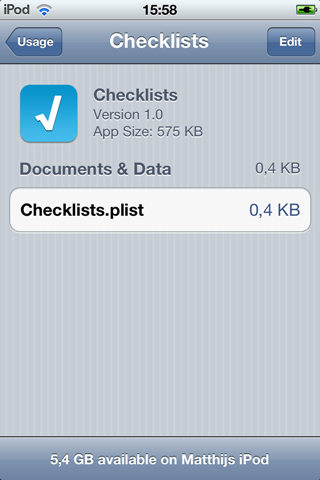 iPod 15:58
Usage Checklists Edit
Checklists
Version 1.0
App Size: 575 KB
Documents & Data 0,4 KB
Checklists.plist 0,4 KB
5,4 GB available on Matthijs iPod